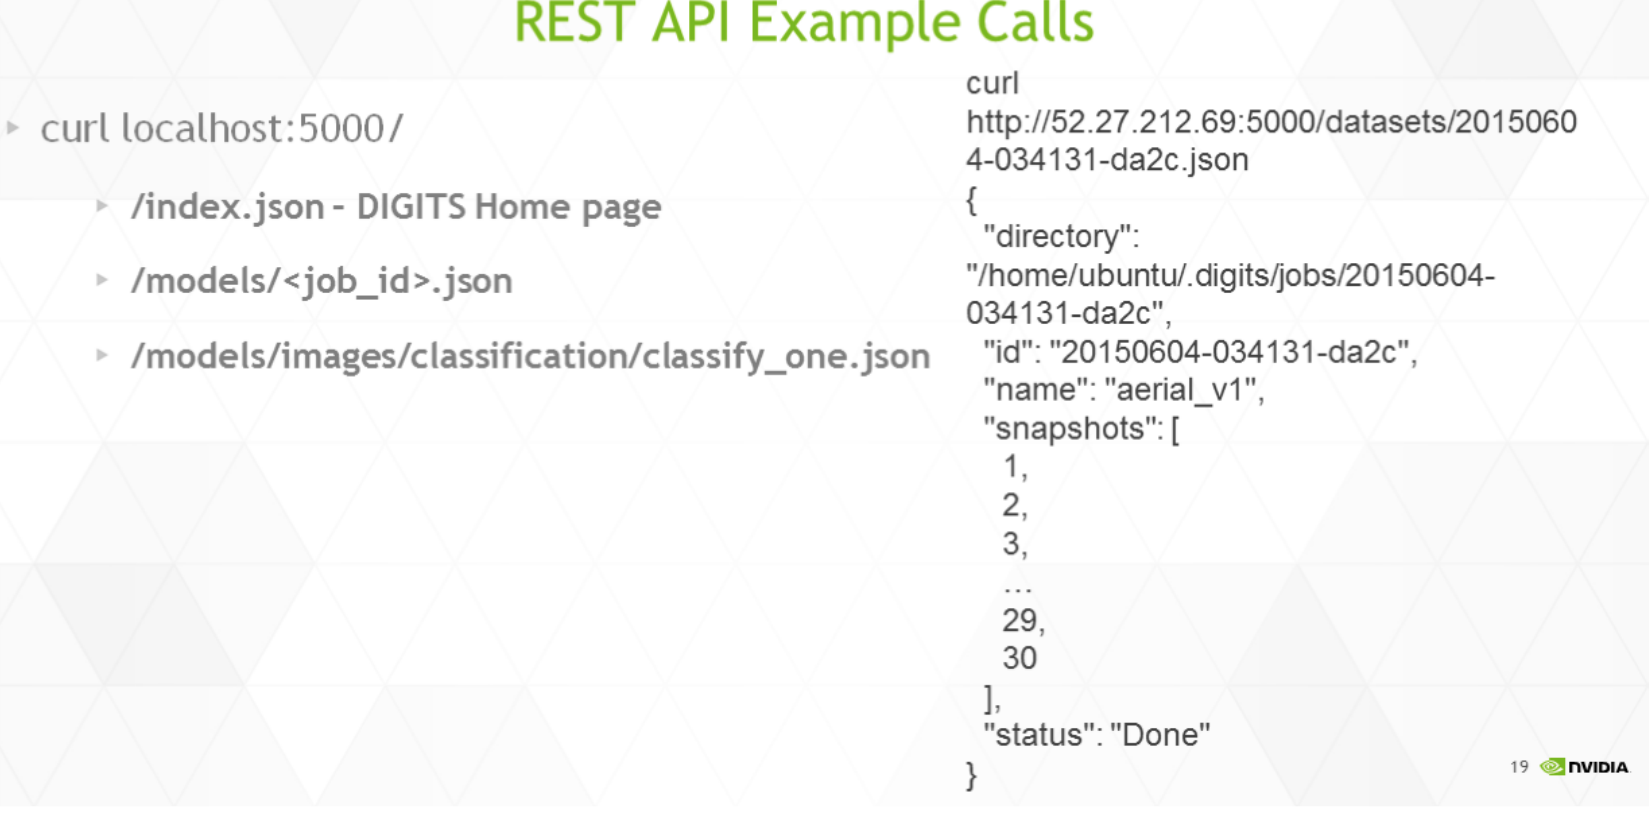 REST API Example Calls
curl localhost:5000/
/index.json - DIGITS Home page
/models/<job_id>.json
/models/images/classification/classify_one.json
curl
http://52.27.212.69:5000/datasets/2015060
4-034131-da2c.json
{
"directory":
"/home/ubuntu/.digits/jobs/20150604-
034131-da2c",
"id": "20150604-034131-da2c",
"name": "aerial_v1",
"snapshots": [
1,
2,
3,
...
29,
30
],
"status": "Done"
}
19 NVIDIA